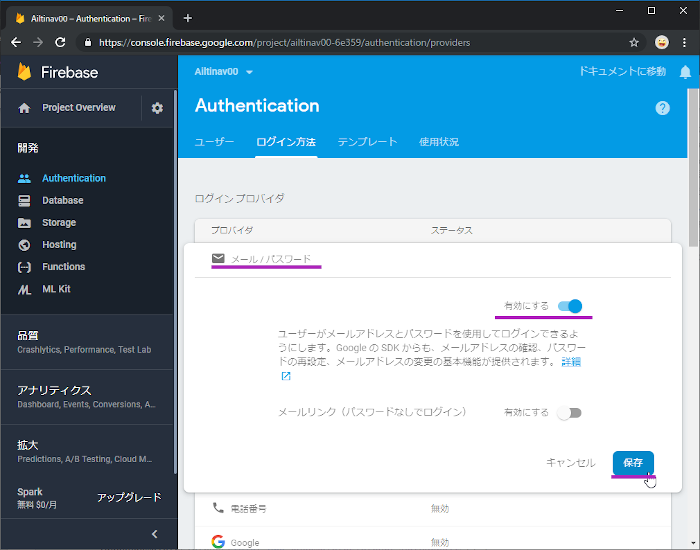 Ailtinav00 – Authentication – Fire
https://console.firebase.google.com/project/ailtinav00-6e359/authentication/providers
Firebase
Project Overview
開発
Authentication
Database
Storage
Hosting
Functions
ML Kit
品質
Crashlytics, Performance, Test Lab
アナリティクス
Dashboard, Events, Conversions, A...
拡大
Predictions, A/B Testing, Cloud M...
Spark
無料 $0/月
アップグレード
Ailtinav00
ドキュメントに移動
Authentication
ユーザー ログイン方法 テンプレート 使用状況
ログイン プロバイダ
プロバイダ ステータス
メール / パスワード
有効にする
ユーザーがメールアドレスとパスワードを使用してログインできるよ
うにします。Google の SDK からも、メールアドレスの確認、パスワー
ドの再設定、メールアドレスの変更の基本機能が提供されます。 詳細
メールリンク（パスワードなしでログイン） 有効にする
キャンセル 保存
電話番号 無効
Google 無効